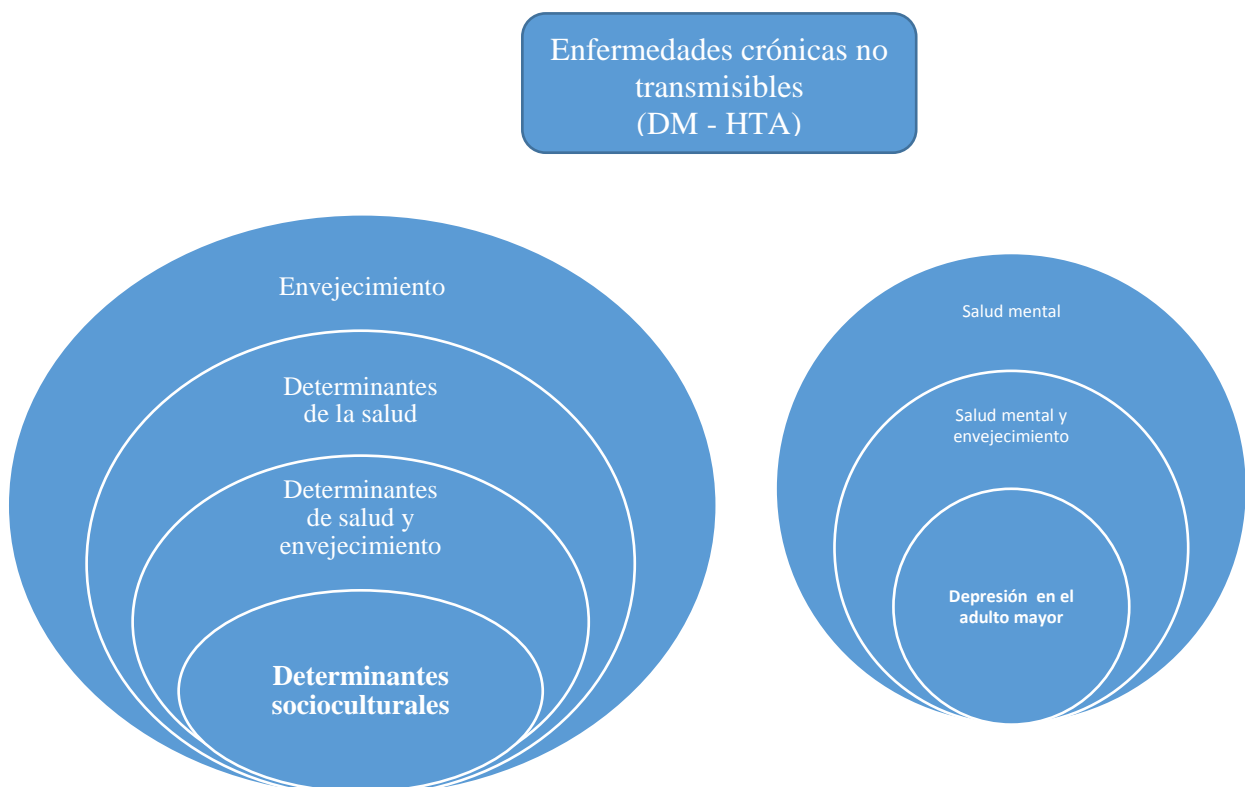 Enfermedades crónicas no
transmisibles
(DM - HTA)
Envejecimiento
Determinantes
de la salud
Determinantes
de salud y
envejecimiento
Determinantes
socioculturales
Salud mental
Salud mental y
envejecimiento
Depresión en el
adulto mayor